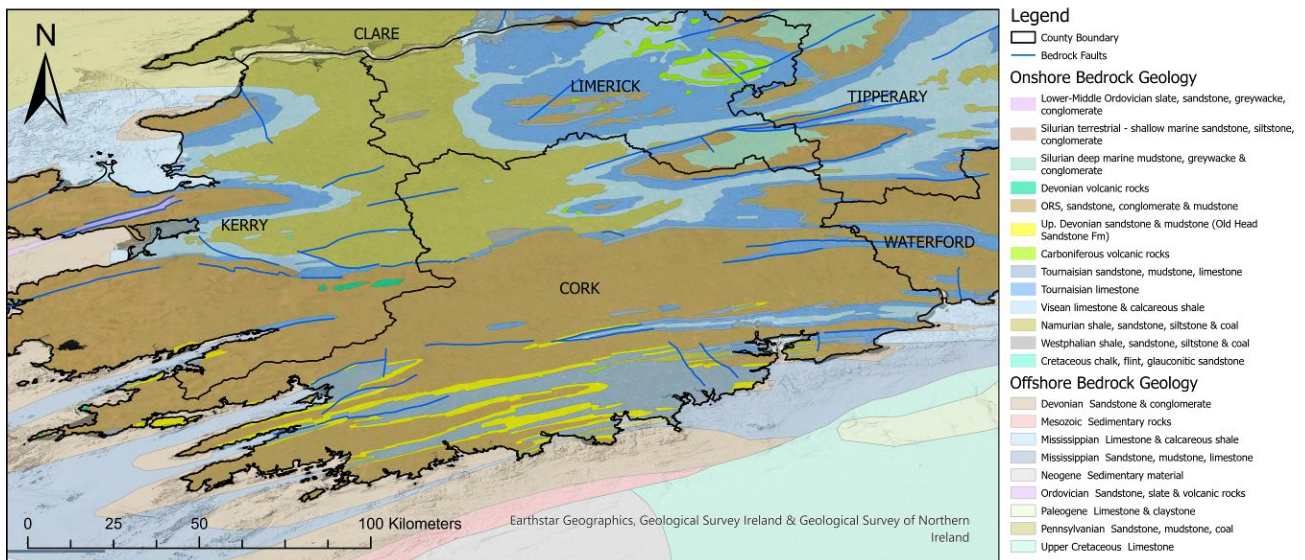 N
CLARE
LIMERICK
TIPPERARY
KERRY
WATERFORD
CORK
0 25 50 100 Kilometers
Earthstar Geographics, Geological Survey Ireland & Geological Survey of Northern
Ireland
Legend
County Boundary
Bedrock Faults
Onshore Bedrock Geology
Lower-Middle Ordovician slate, sandstone, greywacke,
conglomerate
Silurian terrestrial - shallow marine sandstone, siltstone,
conglomerate
Silurian deep marine mudstone, greywacke &
conglomerate
Devonian volcanic rocks
ORS, sandstone, conglomerate & mudstone
Up. Devonian sandstone & mudstone (Old Head
Sandstone Fm)
Carboniferous volcanic rocks
Tournaisian sandstone, mudstone, limestone
Tournaisian limestone
Visean limestone & calcareous shale
Namurian shale, sandstone, siltstone & coal
Westphalian shale, sandstone, siltstone & coal
Cretaceous chalk, flint, glauconitic sandstone
Offshore Bedrock Geology
Devonian Sandstone & conglomerate
Mesozoic Sedimentary rocks
Mississippian Limestone & calcareous shale
Mississippian Sandstone, mudstone, limestone
Neogene Sedimentary material
Ordovician Sandstone, slate & volcanic rocks
Paleogene Limestone & claystone
Pennsylvanian Sandstone, mudstone, coal
Upper Cretaceous Limestone